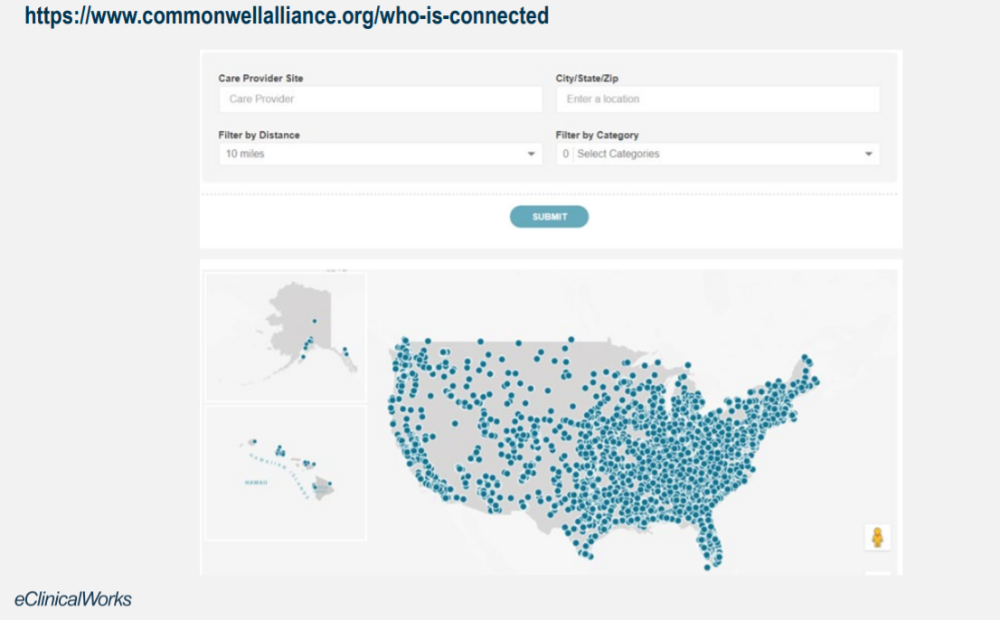 https://www.commonwellalliance.org/who-is-connected
Care Provider Site
City/State/Zip
Care Provider
Enter a location
Filter by Distance
Filter by Category
10 miles
0 Select Categories
SUBMIT
HAWAIIAN ISLANDS
HAWAII
eClinicalWorks